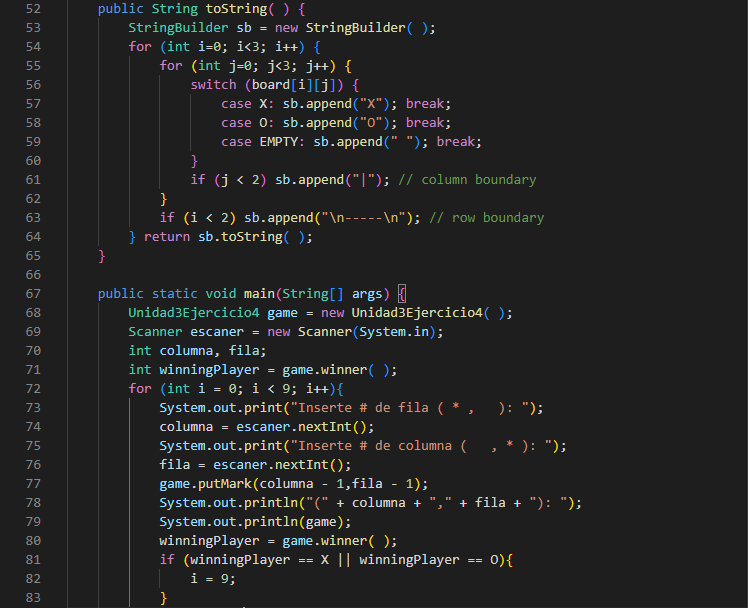 52 public String toString( ) {
53 StringBuilder sb = new StringBuilder( );
54 for (int i=0; i<3; i++) {
55 for (int j=0; j<3; j++) {
56 switch (board[i][j]) {
57 case X: sb.append("X"); break;
58 case O: sb.append("O"); break;
59 case EMPTY: sb.append(" "); break;
60 }
61 if (j < 2) sb.append("|"); // column boundary
62 }
63 if (i < 2) sb.append("\n-----\n"); // row boundary
64 } return sb.toString( );
65 }
66
67 public static void main(String[] args) {
68 Unidad3Ejercicio4 game = new Unidad3Ejercicio4( );
69 Scanner escaner = new Scanner(System.in);
70 int columna, fila;
71 int winningPlayer = game.winner( );
72 for (int i = 0; i < 9; i++){
73 System.out.print("Inserte # de fila ( * ,   ): ");
74 columna = escaner.nextInt();
75 System.out.print("Inserte # de columna (   , * ): ");
76 fila = escaner.nextInt();
77 game.putMark(columna - 1,fila - 1);
78 System.out.println("(" + columna + "," + fila + "): ");
79 System.out.println(game);
80 winningPlayer = game.winner( );
81 if (winningPlayer == X || winningPlayer == O){
82 i = 9;
83 }